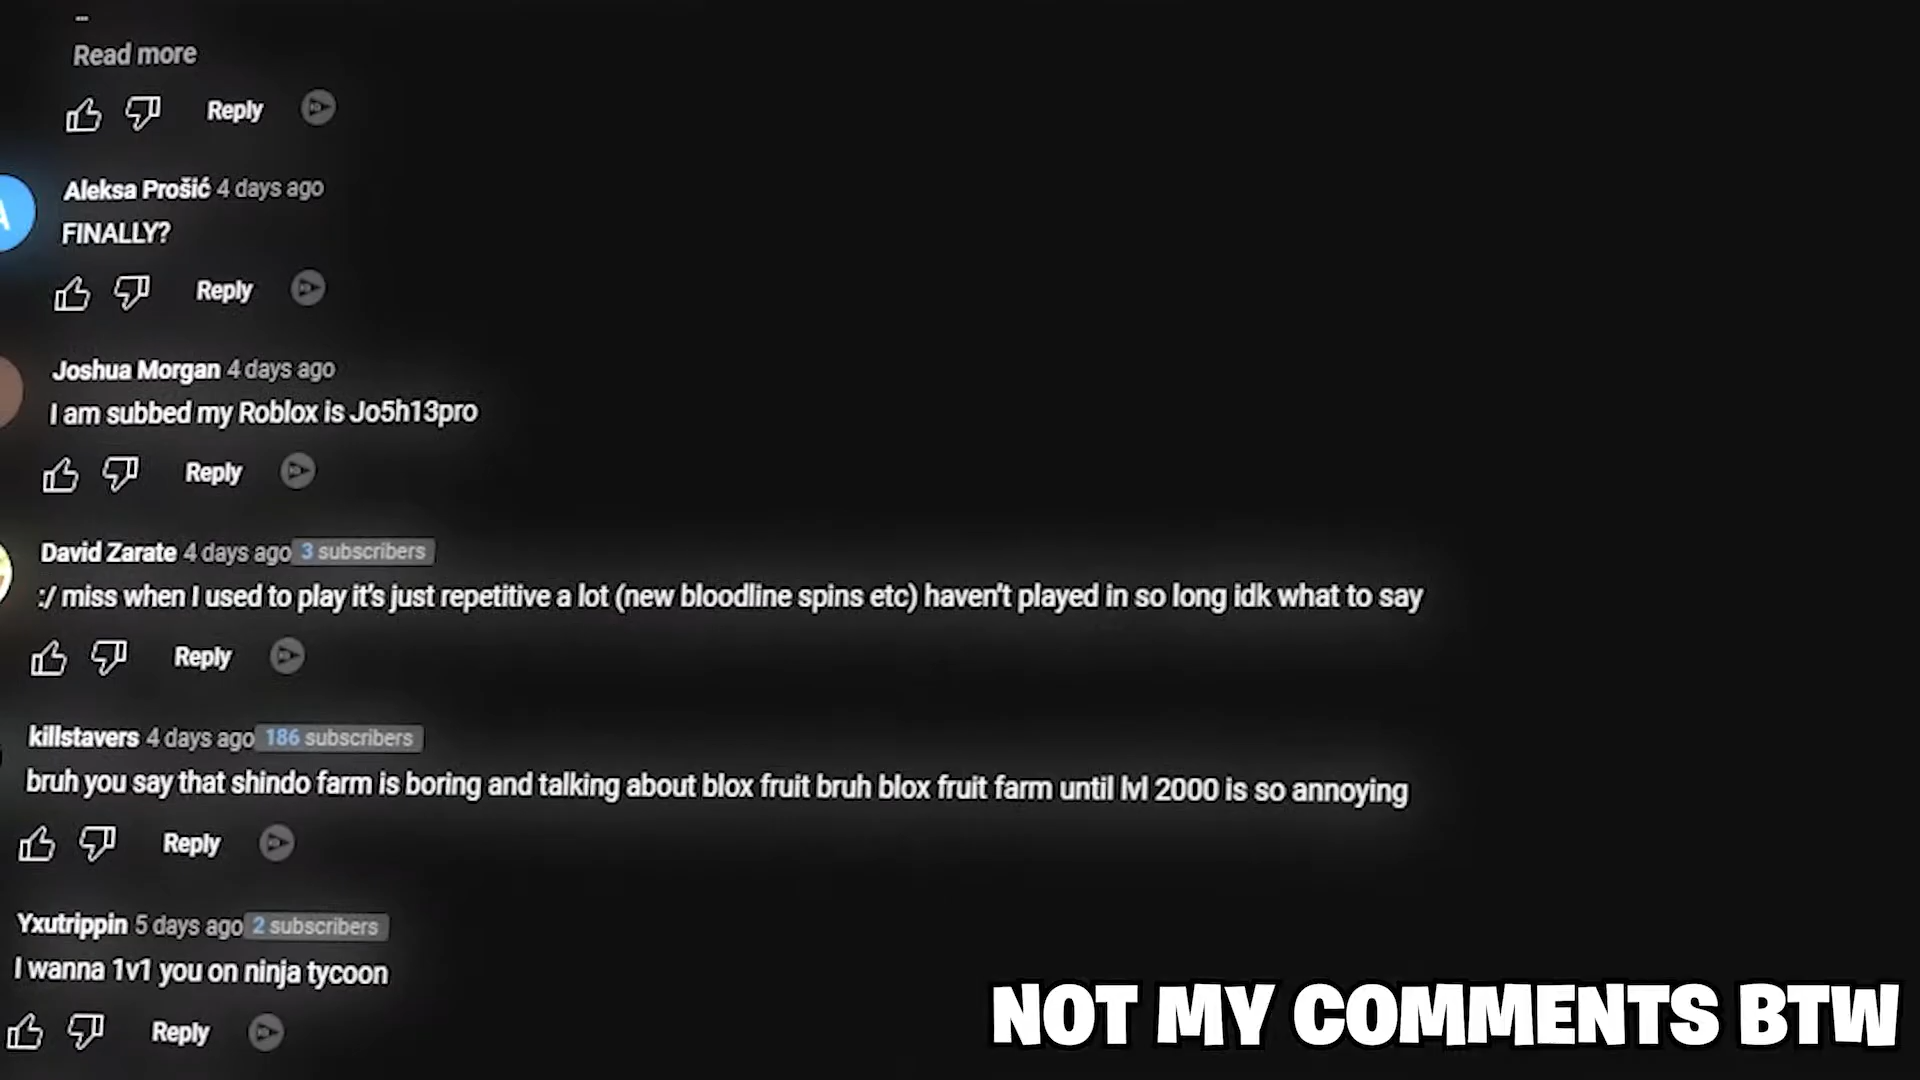 ...
Read more
Reply
A
Aleksa Prošić 4 days ago
FINALLY?
Reply
Joshua Morgan 4 days ago
I am subbed my Roblox is Jo5h13pro
Reply
David Zarate 4 days ago 3 subscribers
:/ miss when I used to play it's just repetitive a lot (new bloodline spins etc) haven't played in so long idk what to say
Reply
killstavers 4 days ago 186 subscribers
bruh you say that shindo farm is boring and talking about blox fruit bruh blox fruit farm until lvl 2000 is so annoying
Reply
Yxutrippin 5 days ago 2 subscribers
I wanna 1v1 you on ninja tycoon
Reply
NOT MY COMMENTS BTW